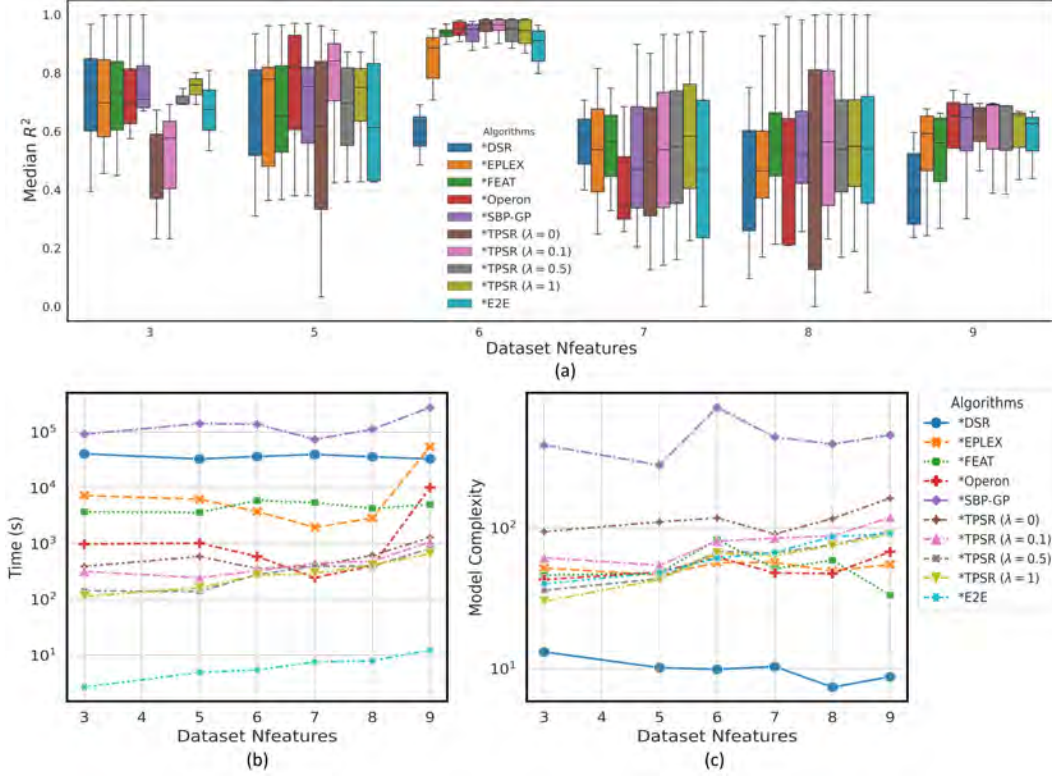 Median R²
1.0
0.8
0.6
0.4
0.2
0.0
Algorithms
*DSR
*EPLEX
*FEAT
*Operon
*SBP-GP
*TPSR (λ = 0)
*TPSR (λ = 0.1)
*TPSR (λ = 0.5)
*TPSR (λ = 1)
*E2E
3 5 6 7 8 9
Dataset Nfeatures
(a)
Time (s)
10⁵
10⁴
10³
10²
10¹
3 4 5 6 7 8 9
Dataset Nfeatures
(b)
Model Complexity
10²
10¹
3 4 5 6 7 8 9
Dataset Nfeatures
(c)
Algorithms
*DSR
*EPLEX
*FEAT
*Operon
*SBP-GP
*TPSR (λ = 0)
*TPSR (λ = 0.1)
*TPSR (λ = 0.5)
*TPSR (λ = 1)
*E2E